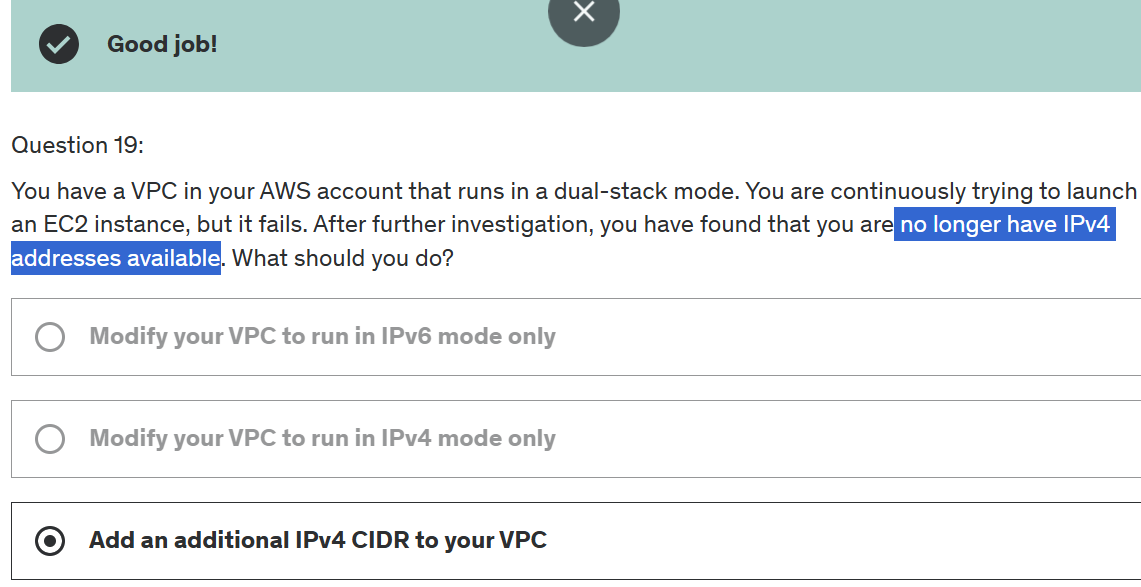 Good job!
Question 19:
You have a VPC in your AWS account that runs in a dual-stack mode. You are continuously trying to launch
an EC2 instance, but it fails. After further investigation, you have found that you are no longer have IPv4
addresses available. What should you do?
Modify your VPC to run in IPv6 mode only
Modify your VPC to run in IPv4 mode only
Add an additional IPv4 CIDR to your VPC